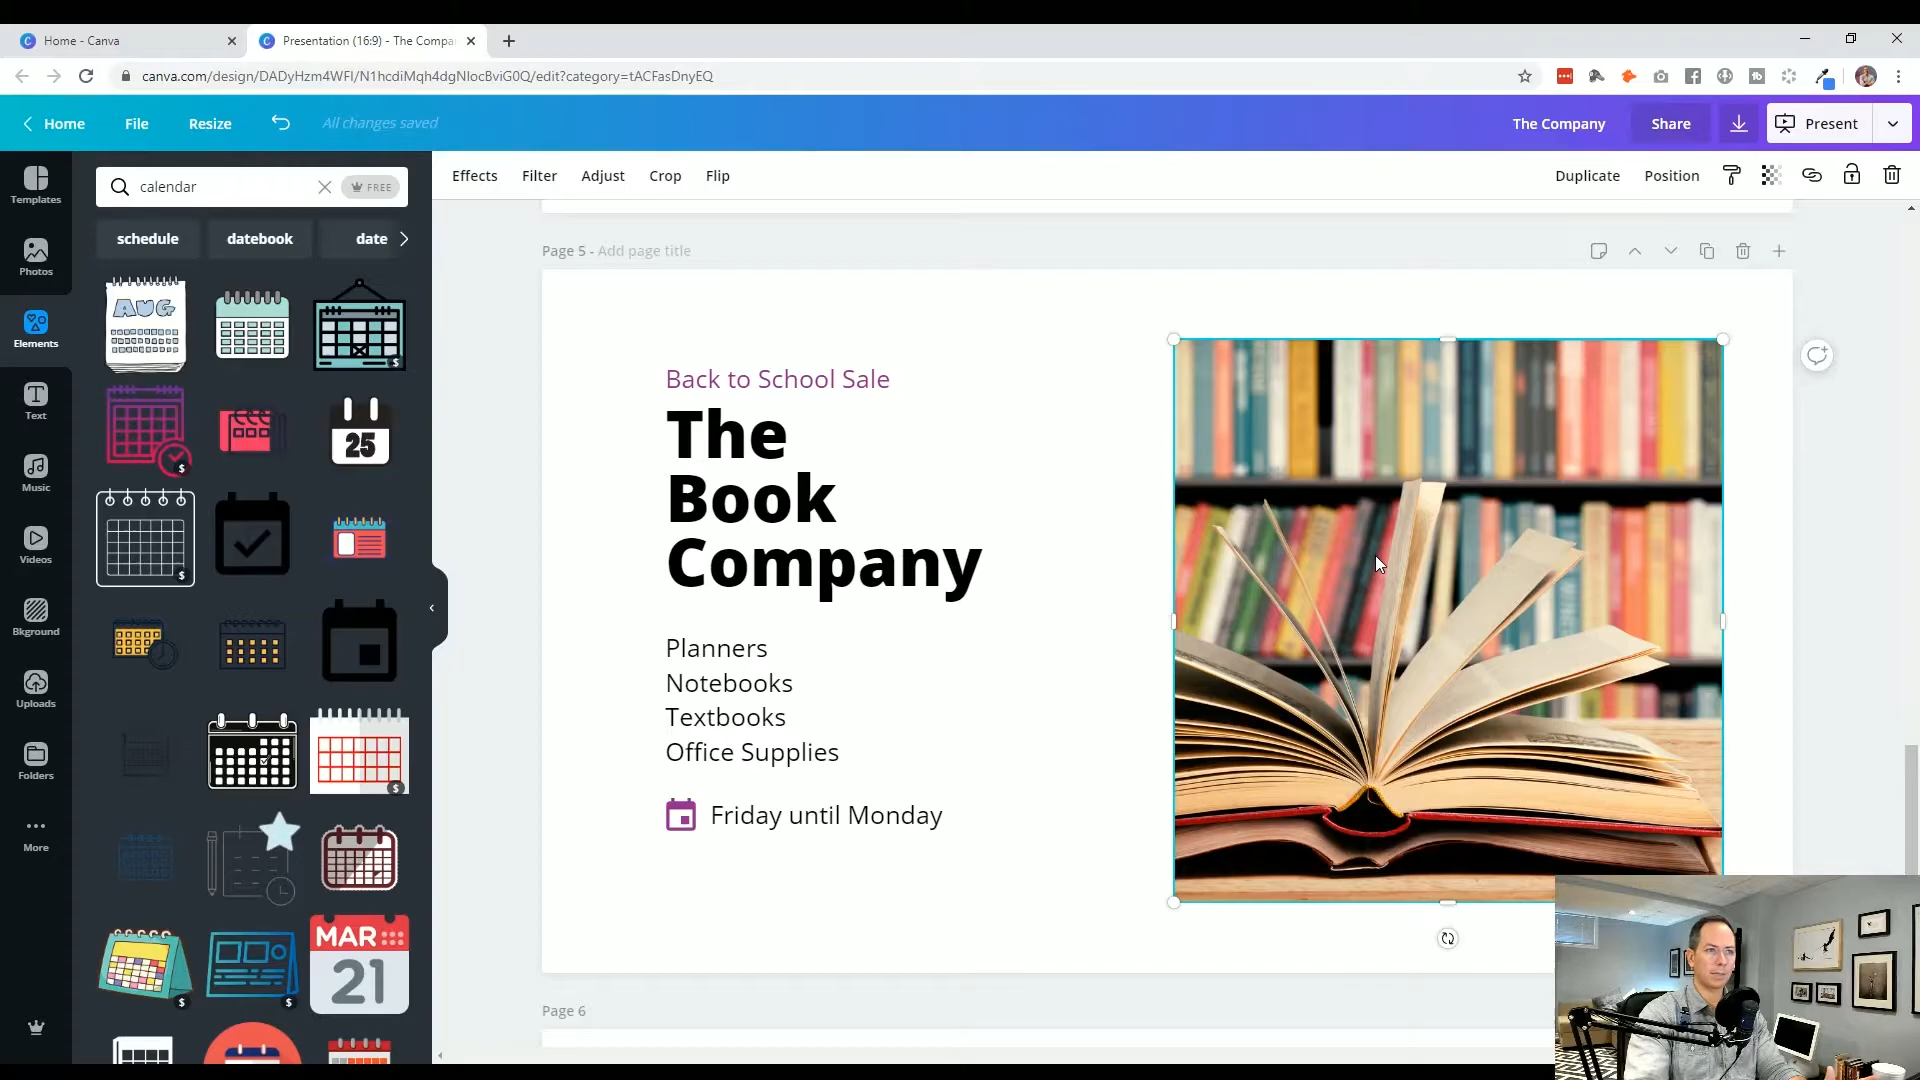 Home - Canva
Presentation (16:9) - The Compa
canva.com/design/DADyHzm4WFI/N1hcdiMqh4dgNlocBviG0Q/edit?category=tACFasDnyEQ
Home
File
Resize
All changes saved
The Company
Share
Present
Templates
Photos
Elements
Text
Music
Videos
Bkground
Uploads
Folders
More
calendar
FREE
schedule
datebook
date
AUG
25
MAR
21
$
$
$
$
$
$
Effects
Filter
Adjust
Crop
Flip
Duplicate
Position
Page 5 - Add page title
Back to School Sale
The
Book
Company
Planners
Notebooks
Textbooks
Office Supplies
Friday until Monday
Page 6